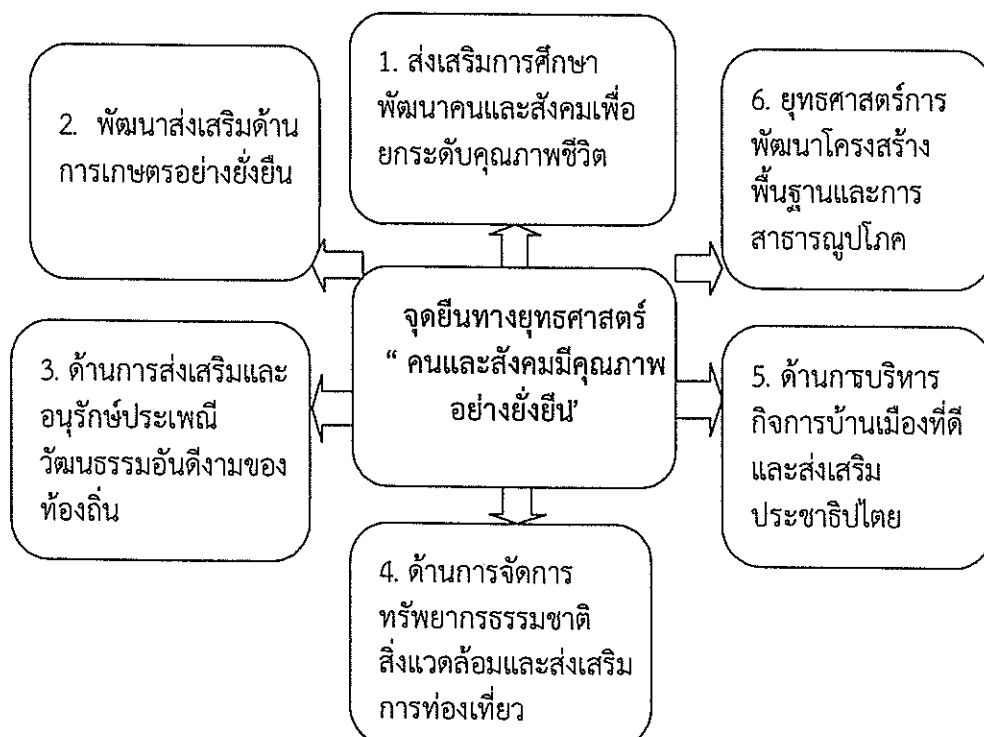 1. ส่งเสริมการศึกษา
พัฒนาคนและสังคมเพื่อ
ยกระดับคุณภาพชีวิต
2. พัฒนาส่งเสริมด้าน
การเกษตรอย่างยั่งยืน
6. ยุทธศาสตร์การ
พัฒนาโครงสร้าง
พื้นฐานและการ
สาธารณูปโภค
จุดยืนทางยุทธศาสตร์
“ คนและสังคมมีคุณภาพ
อย่างยั่งยืน”
3. ด้านการส่งเสริมและ
อนุรักษ์ประเพณี
วัฒนธรรมอันดีงามของ
ท้องถิ่น
5. ด้านการบริหาร
กิจการบ้านเมืองที่ดี
และส่งเสริม
ประชาธิปไตย
4. ด้านการจัดการ
ทรัพยากรธรรมชาติ
สิ่งแวดล้อมและส่งเสริม
การท่องเที่ยว